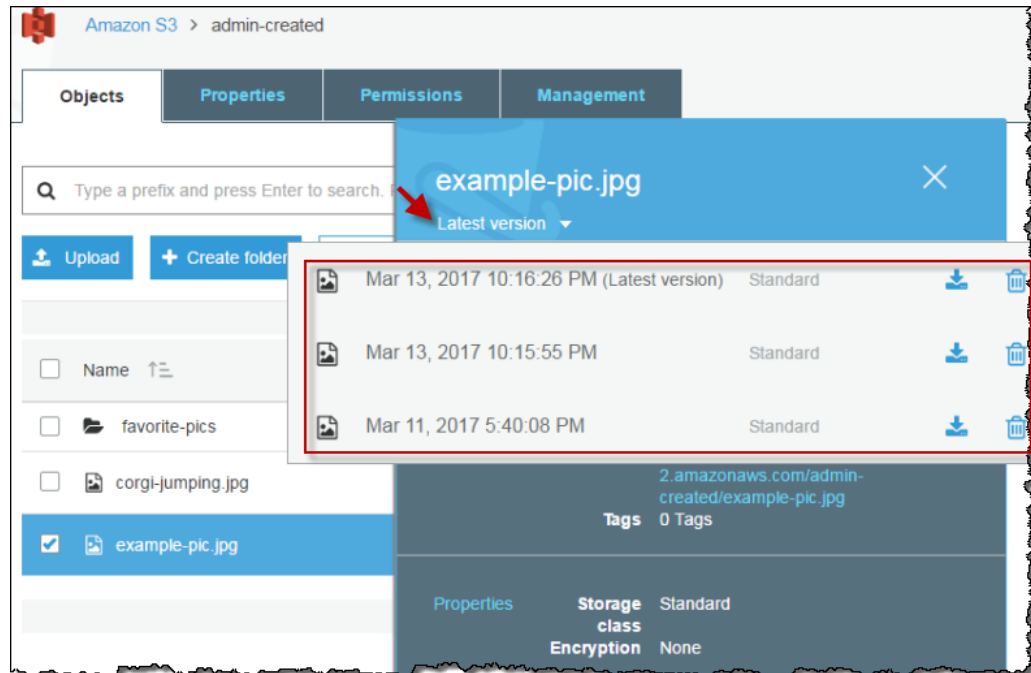 Amazon S3 > admin-created
Objects
Properties
Permissions
Management
Type a prefix and press Enter to search.
example-pic.jpg
Latest version
Upload
Create folder
Mar 13, 2017 10:16:26 PM (Latest version) Standard
Mar 13, 2017 10:15:55 PM Standard
Mar 11, 2017 5:40:08 PM Standard
Name
favorite-pics
corgi-jumping.jpg
example-pic.jpg
2.amazonaws.com/admin-
created/example-pic.jpg
Tags 0 Tags
Properties Storage Standard
class
Encryption None